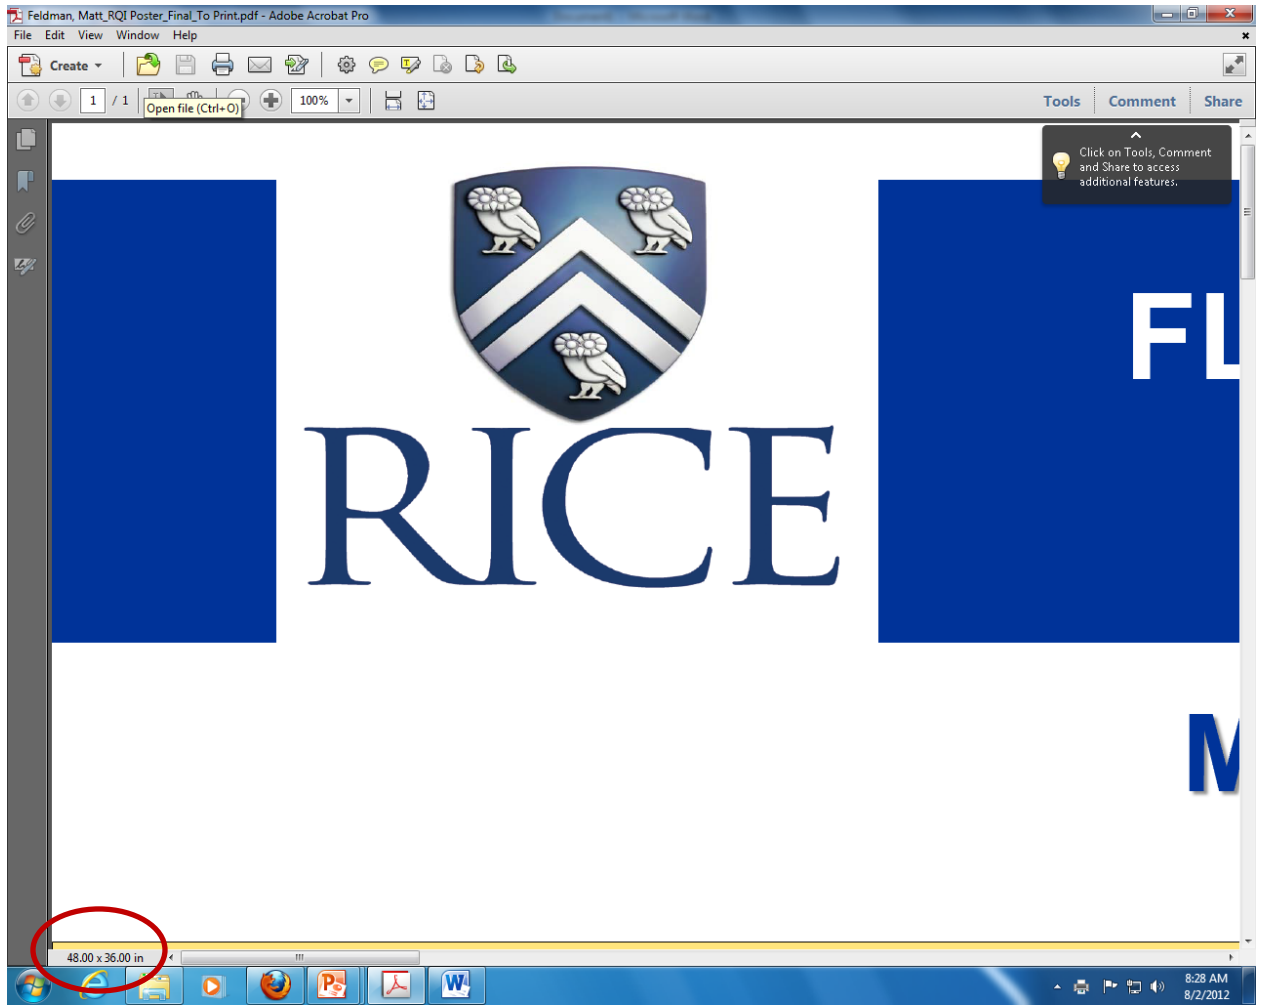 Feldman, Matt_RQI Poster_Final_To Print.pdf - Adobe Acrobat Pro
File Edit View Window Help
Create
1 / 1 100% Tools Comment Share
Open file (Ctrl+O)
Click on Tools, Comment
and Share to access
additional features.
FL
RICE
M
48.00 x 36.00 in
8:28 AM
8/2/2012